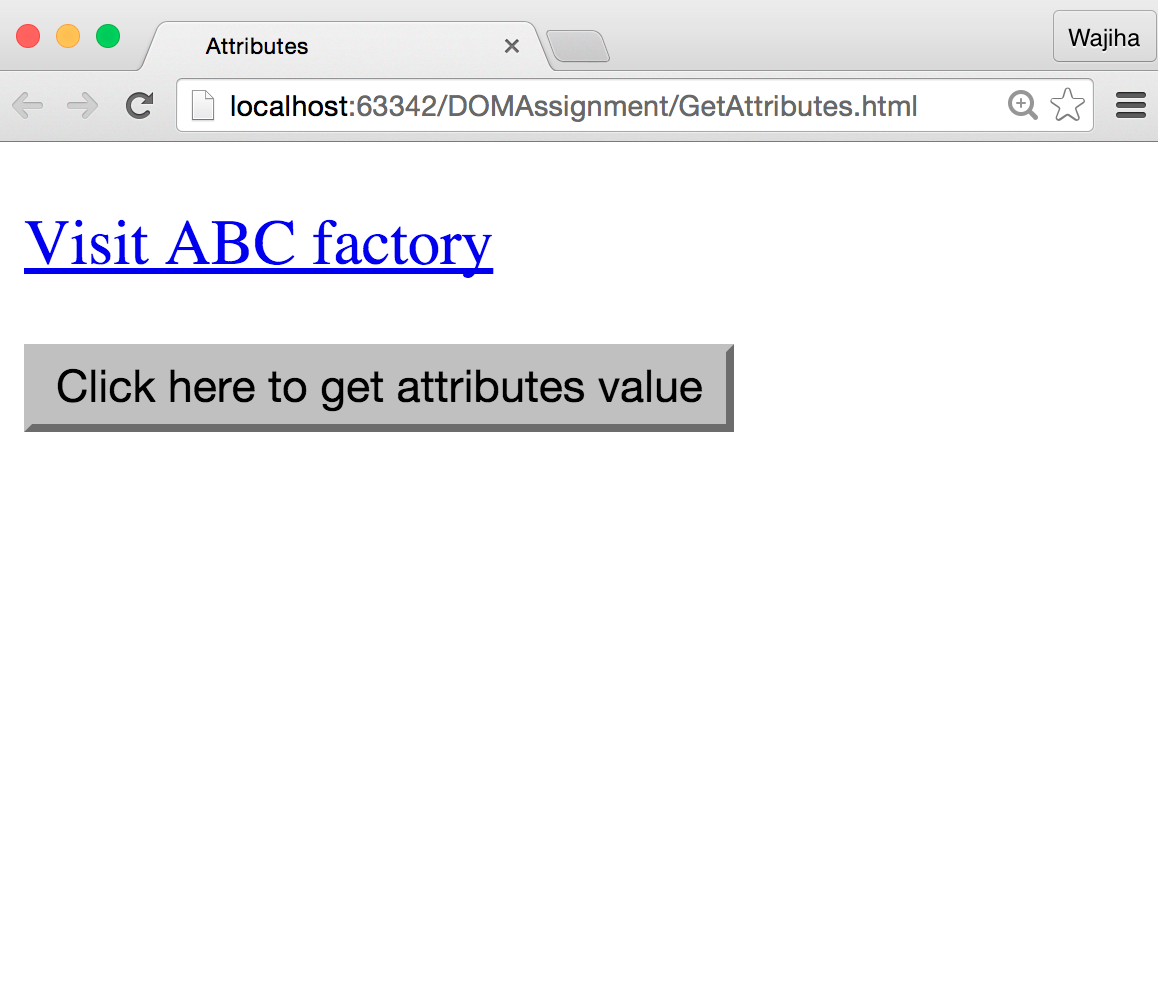 Attributes
Wajiha
localhost:63342/DOMAssignment/GetAttributes.html
Visit ABC factory
Click here to get attributes value